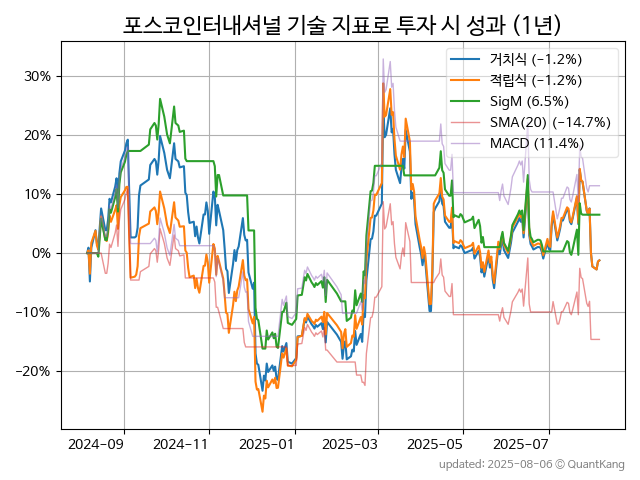 포스코인터내셔널 기술 지표로 투자 시 성과 (1년)
거치식 (−1.2%)
적립식 (−1.2%)
SigM (6.5%)
SMA(20) (−14.7%)
MACD (11.4%)
30%
20%
10%
0%
−10%
−20%
2024-09
2024-11
2025-01
2025-03
2025-05
2025-07
updated: 2025-08-06 © QuantKang